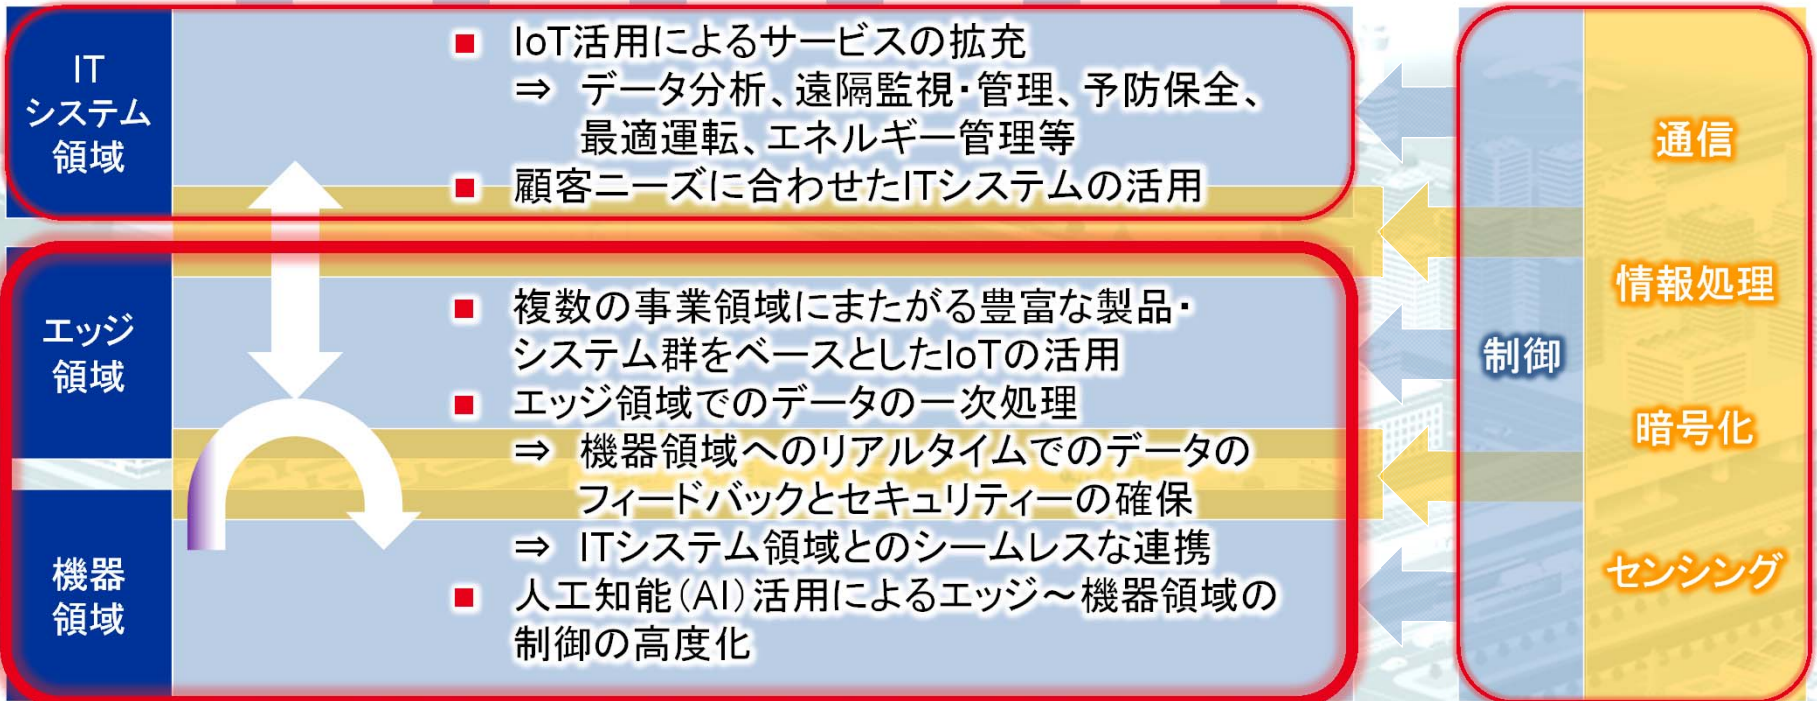 IT
システム
領域
■ IoT活用によるサービスの拡充
⇒ データ分析、遠隔監視・管理、予防保全、
最適運転、エネルギー管理等
■ 顧客ニーズに合わせたITシステムの活用
エッジ
領域
■ 複数の事業領域にまたがる豊富な製品・
システム群をベースとしたIoTの活用
■ エッジ領域でのデータの一次処理
⇒ 機器領域へのリアルタイムでのデータの
フィードバックとセキュリティーの確保
⇒ ITシステム領域とのシームレスな連携
機器
領域
■ 人工知能(AI)活用によるエッジ～機器領域の
制御の高度化
制御
通信
情報処理
暗号化
センシング